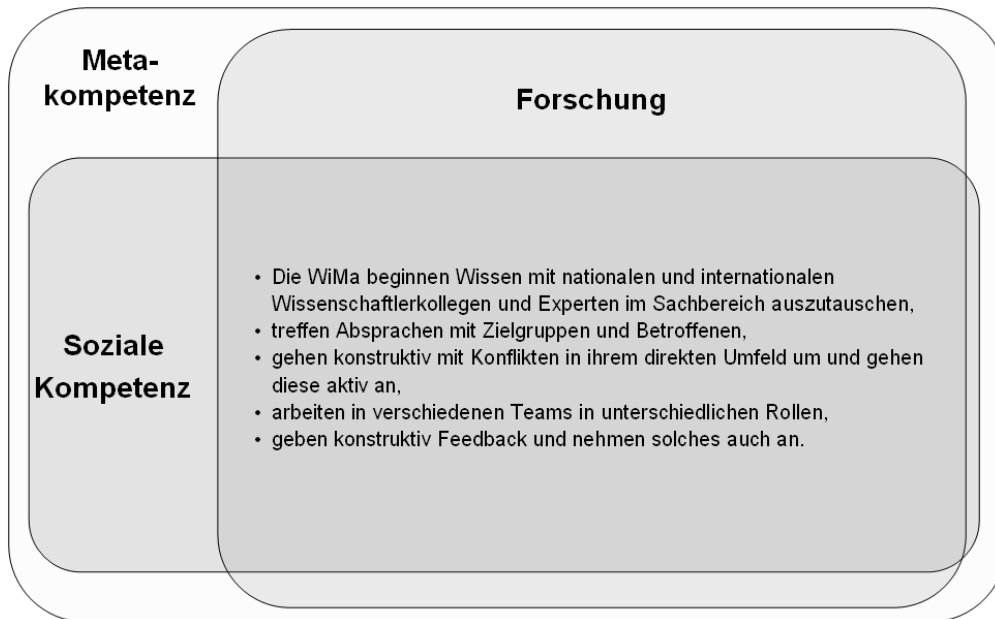 Meta-
kompetenz
Forschung
Soziale
Kompetenz
• Die WiMa beginnen Wissen mit nationalen und internationalen
Wissenschaftlerkollegen und Experten im Sachbereich auszutauschen,
• treffen Absprachen mit Zielgruppen und Betroffenen,
• gehen konstruktiv mit Konflikten in ihrem direkten Umfeld um und gehen
diese aktiv an,
• arbeiten in verschiedenen Teams in unterschiedlichen Rollen,
• geben konstruktiv Feedback und nehmen solches auch an.